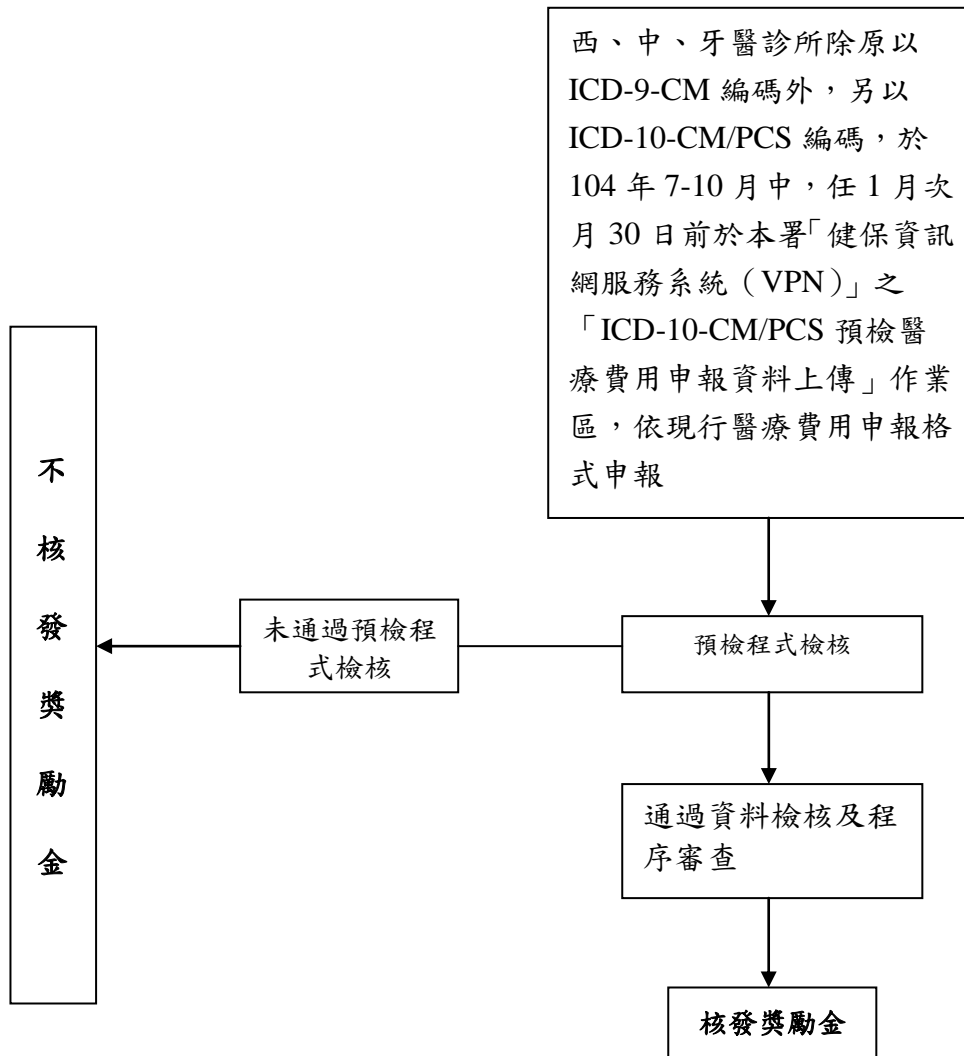 西、中、牙醫診所除原以
ICD-9-CM 編碼外，另以
ICD-10-CM/PCS 編碼，於
104 年 7-10 月中，任 1 月次
月 30 日前於本署「健保資訊
網服務系統（VPN）」之
「ICD-10-CM/PCS 預檢醫
療費用申報資料上傳」作業
區，依現行醫療費用申報格
式申報
不
核
發
獎
勵
金
未通過預檢程
式檢核
預檢程式檢核
通過資料檢核及程
序審查
核發獎勵金